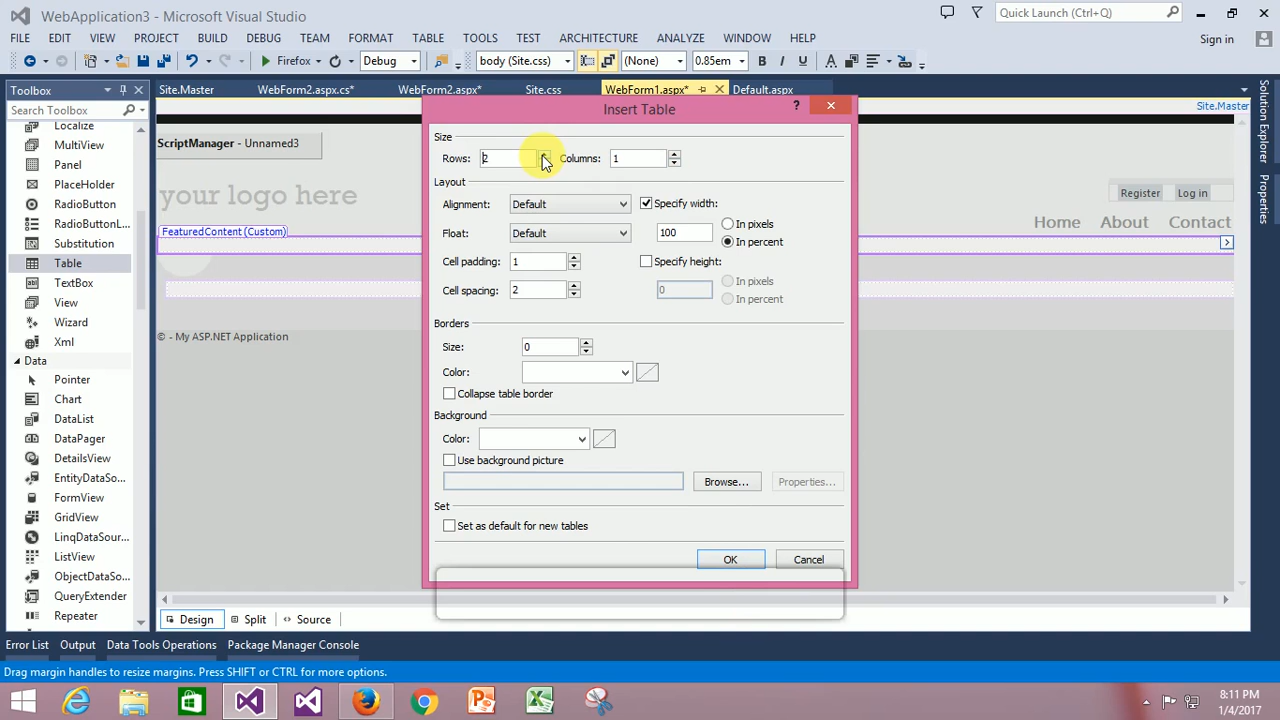 WebApplication3 - Microsoft Visual Studio
Quick Launch (Ctrl+Q)
FILE EDIT VIEW PROJECT BUILD DEBUG TEAM FORMAT TABLE TOOLS TEST ARCHITECTURE ANALYZE WINDOW HELP
Sign in
Firefox Debug body (Site.css) (None) 0.85em B I U A
Toolbox
Site.Master WebForm2.aspx.cs* WebForm2.aspx* Site.css WebForm1.aspx* Default.aspx
Search Toolbox
Site.Master
Localize
MultiView
Panel
PlaceHolder
RadioButton
RadioButtonL...
Substitution
Table
TextBox
View
Wizard
Xml
Data
Pointer
Chart
DataList
DataPager
DetailsView
EntityDataSo...
FormView
GridView
LinqDataSour...
ListView
ObjectDataSo...
QueryExtender
Repeater
ScriptManager - Unnamed3
your logo here
FeaturedContent (Custom)
© - My ASP.NET Application
Register Log in
Home About Contact
Insert Table
?
Size
Rows: 2 Columns: 1
Layout
Alignment: Default Specify width:
Float: Default 100 In pixels
In percent
Cell padding: 1 Specify height:
Cell spacing: 2 0 In pixels
In percent
Borders
Size: 0
Color:
Collapse table border
Background
Color:
Use background picture
Browse... Properties...
Set
Set as default for new tables
OK Cancel
Solution Explorer
Properties
Design Split Source
Error List Output Data Tools Operations Package Manager Console
Drag margin handles to resize margins. Press SHIFT or CTRL for more options.
8:11 PM
1/4/2017